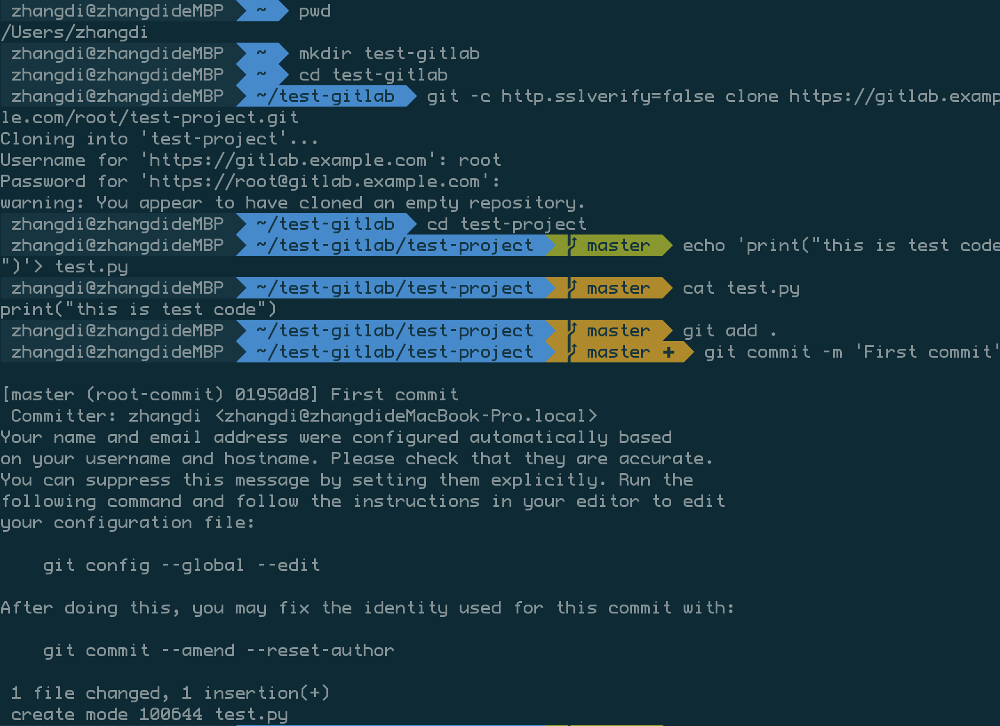 zhangdi@zhangdideMBP ~ pwd
/Users/zhangdi
zhangdi@zhangdideMBP ~ mkdir test-gitlab
zhangdi@zhangdideMBP ~ cd test-gitlab
zhangdi@zhangdideMBP ~/test-gitlab git -c http.sslverify=false clone https://gitlab.examp
le.com/root/test-project.git
Cloning into 'test-project'...
Username for 'https://gitlab.example.com': root
Password for 'https://root@gitlab.example.com':
warning: You appear to have cloned an empty repository.
zhangdi@zhangdideMBP ~/test-gitlab cd test-project
zhangdi@zhangdideMBP ~/test-gitlab/test-project master echo 'print("this is test code
")'> test.py
zhangdi@zhangdideMBP ~/test-gitlab/test-project master cat test.py
print("this is test code")
zhangdi@zhangdideMBP ~/test-gitlab/test-project master git add .
zhangdi@zhangdideMBP ~/test-gitlab/test-project master + git commit -m 'First commit'
[master (root-commit) 01950d8] First commit
Committer: zhangdi <zhangdi@zhangdideMacBook-Pro.local>
Your name and email address were configured automatically based
on your username and hostname. Please check that they are accurate.
You can suppress this message by setting them explicitly. Run the
following command and follow the instructions in your editor to edit
your configuration file:
git config --global --edit
After doing this, you may fix the identity used for this commit with:
git commit --amend --reset-author
1 file changed, 1 insertion(+)
create mode 100644 test.py